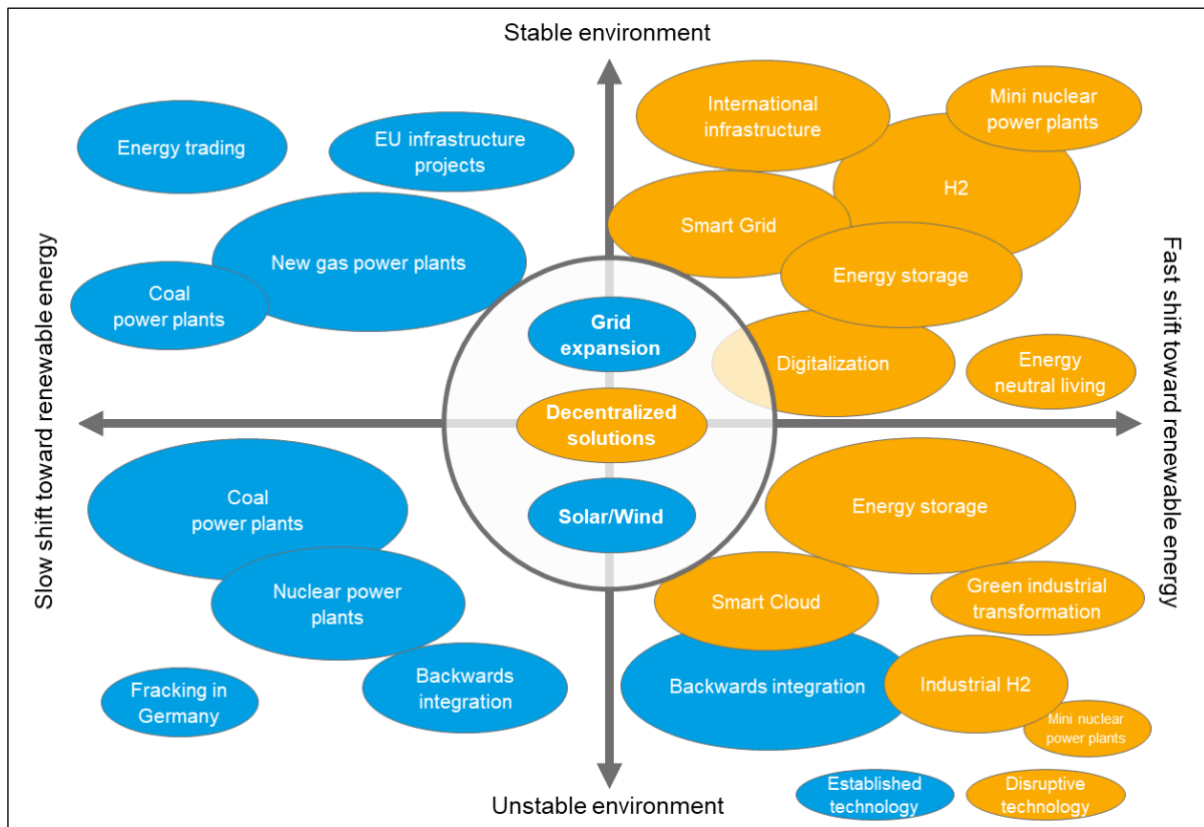 Stable environment
Energy trading
EU infrastructure
projects
International
infrastructure
Mini nuclear
power plants
H2
Smart Grid
New gas power plants
Energy storage
Coal
power plants
Grid
expansion
Digitalization
Energy
neutral living
Slow shift toward renewable energy
Decentralized
solutions
Fast shift toward renewable energy
Coal
power plants
Solar/Wind
Energy storage
Nuclear power
plants
Smart Cloud
Green industrial
transformation
Fracking in
Germany
Backwards
integration
Backwards integration
Industrial H2
Mini nuclear
power plants
Unstable environment
Established
technology
Disruptive
technology